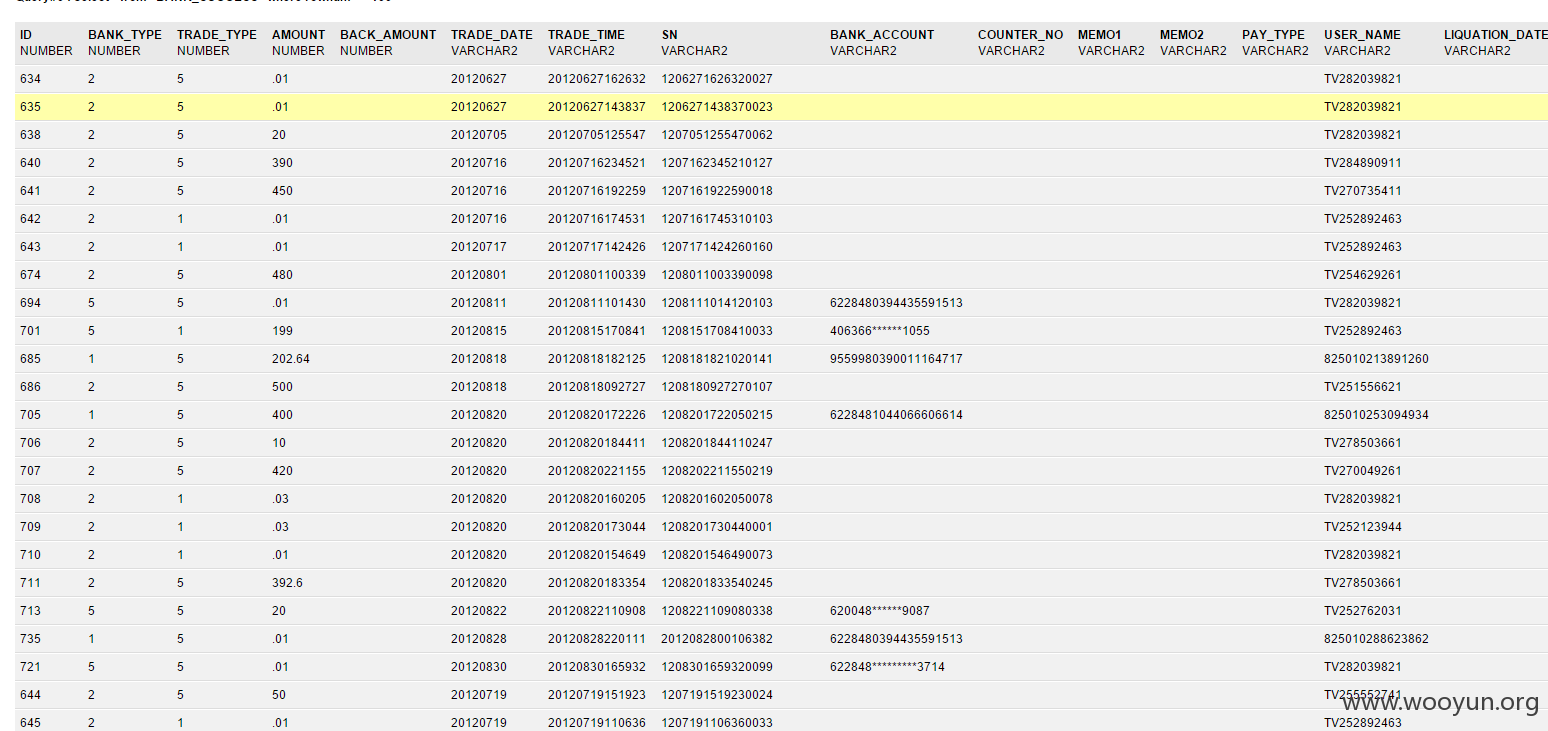 ID BANK_TYPE TRADE_TYPE AMOUNT BACK_AMOUNT TRADE_DATE TRADE_TIME SN BANK_ACCOUNT COUNTER_NO MEMO1 MEMO2 PAY_TYPE USER_NAME LIQUATION_DATE
NUMBER NUMBER NUMBER NUMBER NUMBER VARCHAR2 VARCHAR2 VARCHAR2 VARCHAR2 VARCHAR2 VARCHAR2 VARCHAR2 VARCHAR2 VARCHAR2 VARCHAR2
634 2 5 .01 20120627 20120627162632 1206271626320027 TV282039821
635 2 5 .01 20120627 20120627143837 1206271438370023 TV282039821
638 2 5 20 20120705 20120705125547 1207051255470062 TV282039821
640 2 5 390 20120716 20120716234521 1207162345210127 TV284890911
641 2 5 450 20120716 20120716192259 1207161922590018 TV270735411
642 2 1 .01 20120716 20120716174531 1207161745310103 TV252892463
643 2 1 .01 20120717 20120717142426 1207171424260160 TV252892463
674 2 5 480 20120801 20120801100339 1208011003390098 TV254629261
694 5 5 .01 20120811 20120811101430 1208111014120103 6228480394435591513 TV282039821
701 5 1 199 20120815 20120815170841 1208151708410033 406366******1055 TV252892463
685 1 5 202.64 20120818 20120818182125 1208181821020141 9559980390011164717 825010213891260
686 2 5 500 20120818 20120818092727 1208180927270107 TV251556621
705 1 5 400 20120820 20120820172226 1208201722050215 6228481044066606614 825010253094934
706 2 5 10 20120820 20120820184411 1208201844110247 TV278503661
707 2 5 420 20120820 20120820221155 1208202211550219 TV270049261
708 2 1 .03 20120820 20120820160205 1208201602050078 TV282039821
709 2 1 .03 20120820 20120820173044 1208201730440001 TV252123944
710 2 1 .01 20120820 20120820154649 1208201546490073 TV282039821
711 2 5 392.6 20120820 20120820183354 1208201833540245 TV278503661
713 5 5 20 20120822 20120822110908 1208221109080338 620048******9087 TV252762031
735 1 5 .01 20120828 20120828220111 2012082800106382 6228480394435591513 825010288623862
721 5 5 .01 20120830 20120830165932 1208301659320099 622848*********3714 TV282039821
644 2 5 50 20120719 20120719151923 1207191519230024 TV255552741
www.wooyun.org
645 2 1 .01 20120719 20120719110636 1207191106360033 TV252892463